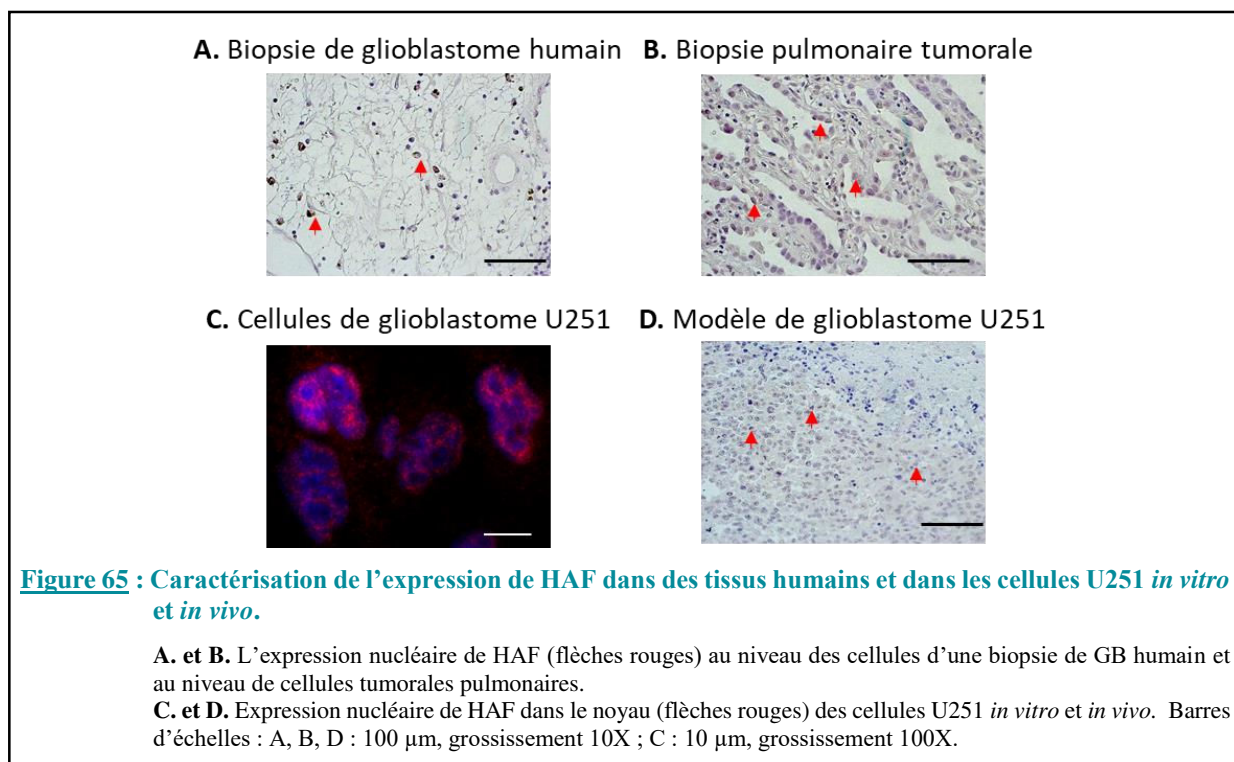 A. Biopsie de glioblastome humain B. Biopsie pulmonaire tumorale
C. Cellules de glioblastome U251 D. Modèle de glioblastome U251
Figure 65 : Caractérisation de l’expression de HAF dans des tissus humains et dans les cellules U251 in vitro
et in vivo.
A. et B. L’expression nucléaire de HAF (flèches rouges) au niveau des cellules d’une biopsie de GB humain et
au niveau de cellules tumorales pulmonaires.
C. et D. Expression nucléaire de HAF dans le noyau (flèches rouges) des cellules U251 in vitro et in vivo. Barres
d’échelles : A, B, D : 100 µm, grossissement 10X ; C : 10 µm, grossissement 100X.